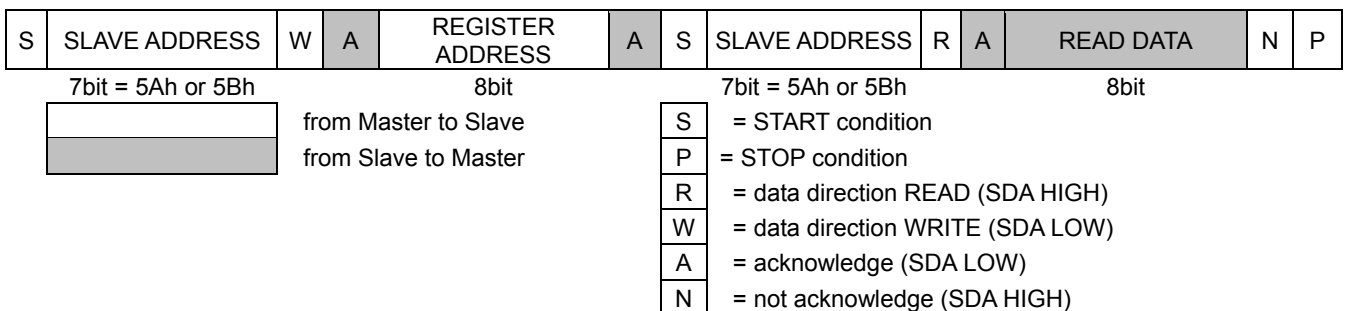 S SLAVE ADDRESS W A REGISTER ADDRESS A S SLAVE ADDRESS R A READ DATA N P
7bit = 5Ah or 5Bh 8bit 7bit = 5Ah or 5Bh 8bit
from Master to Slave S = START condition
from Slave to Master P = STOP condition
R = data direction READ (SDA HIGH)
W = data direction WRITE (SDA LOW)
A = acknowledge (SDA LOW)
N = not acknowledge (SDA HIGH)